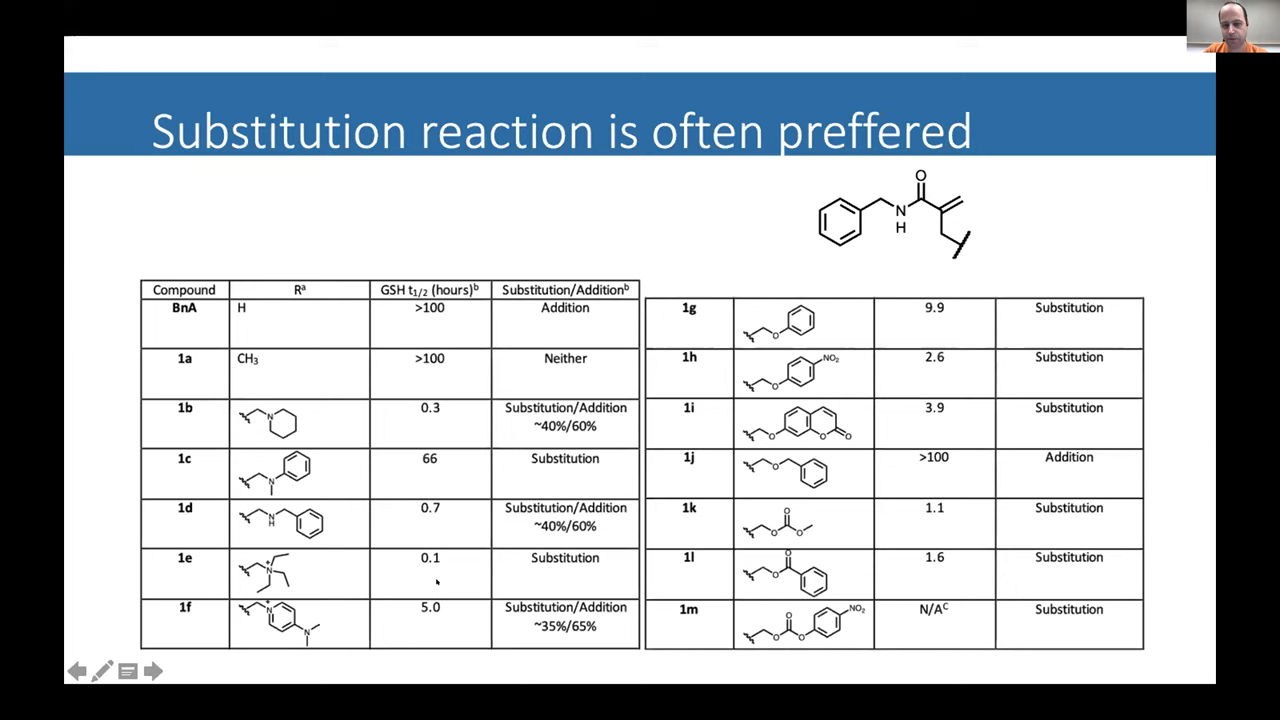 Substitution reaction is often preffered
O
N
H
Compound Rᵃ GSH t₁/₂ (hours)ᵇ Substitution/Additionᵇ
BnA H >100 Addition
1a CH₃ >100 Neither
1b N 0.3 Substitution/Addition
~40%/60%
1c N 66 Substitution
1d N H 0.7 Substitution/Addition
~40%/60%
1e N+ 0.1 Substitution
1f N+ N 5.0 Substitution/Addition
~35%/65%
1g O 9.9 Substitution
1h O NO₂ 2.6 Substitution
1i O O O 3.9 Substitution
1j O >100 Addition
1k O O O 1.1 Substitution
1l O O 1.6 Substitution
1m O O O NO₂ N/Aᶜ Substitution